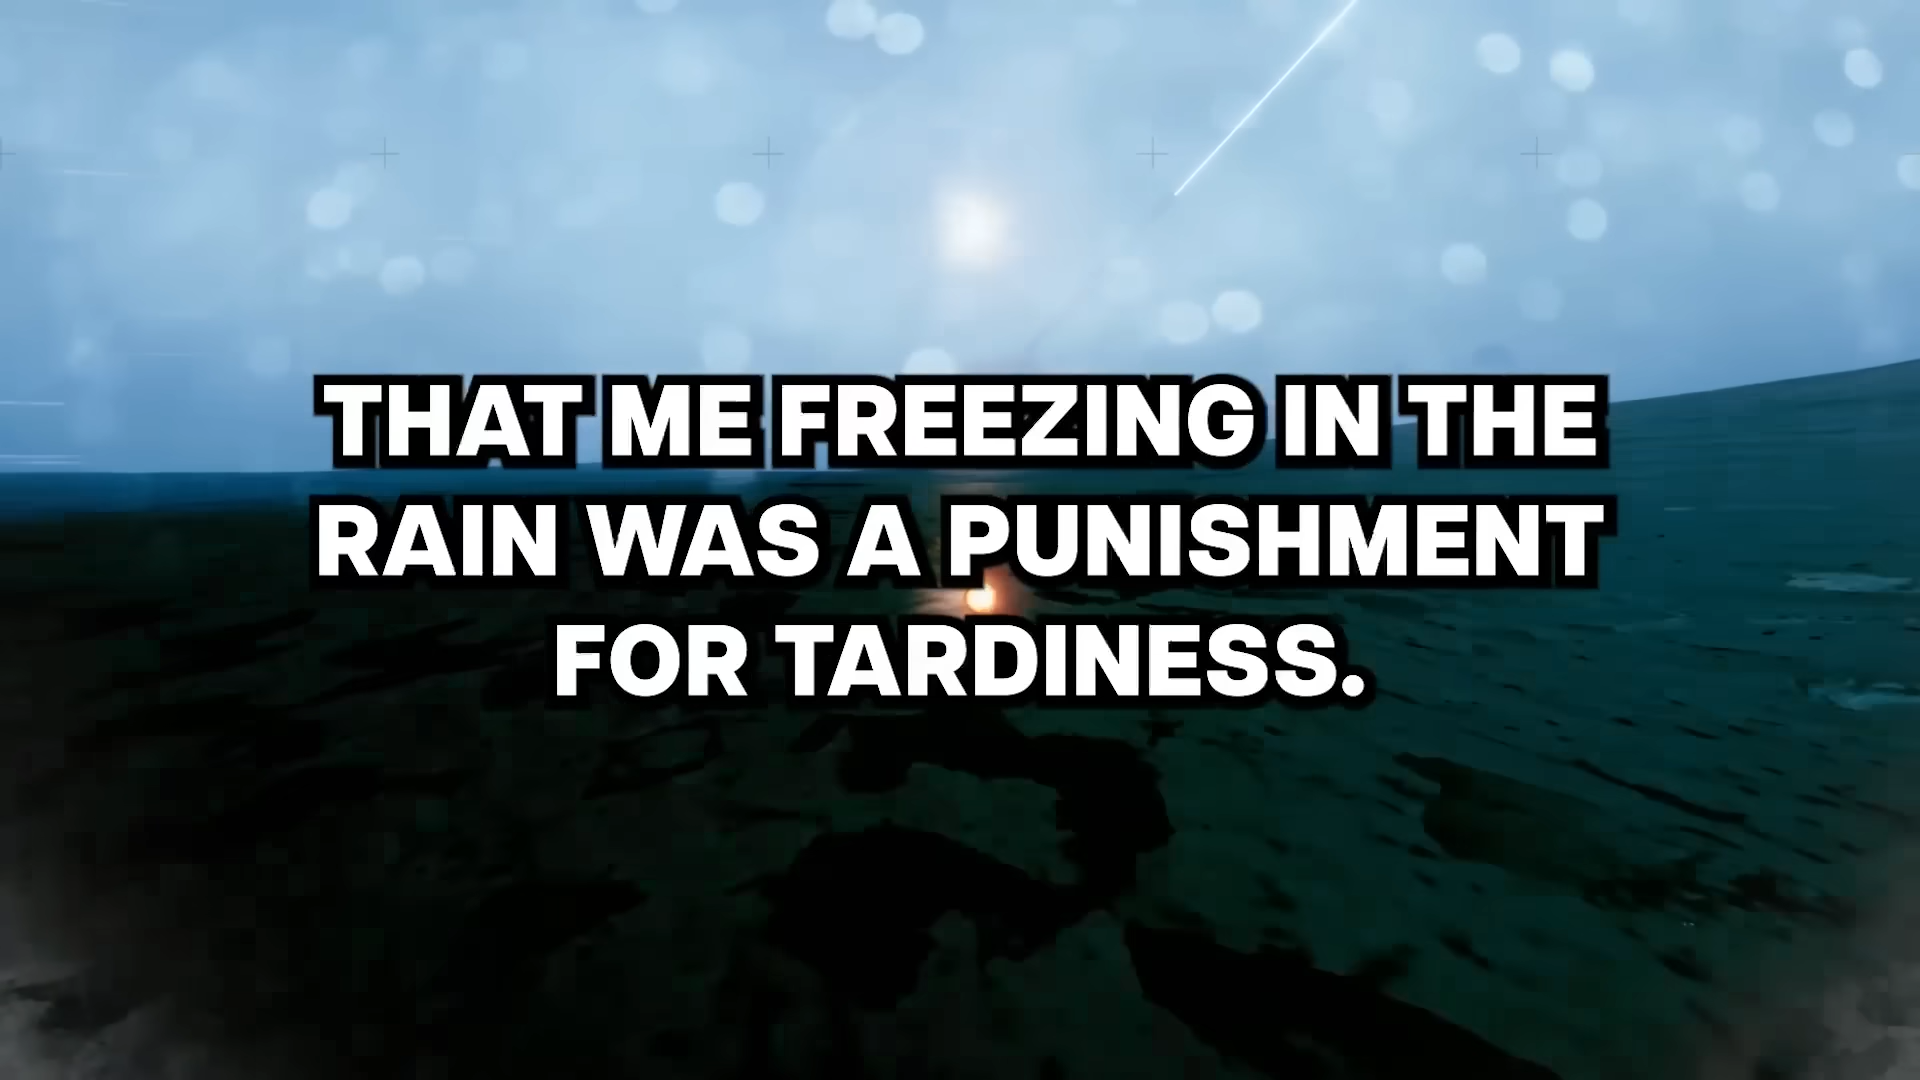 THAT ME FREEZING IN THE
RAIN WAS A PUNISHMENT
FOR TARDINESS.